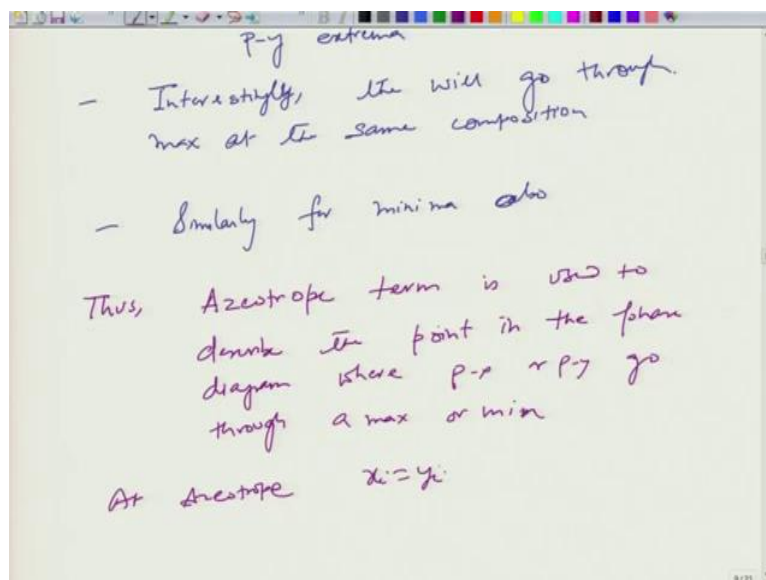 P-y extrema
- Interestingly, the will go through
max at the same composition
- Similarly for minima also
Thus, Azeotrope term is used to
describe the point in the phase
diagram where P-x & P-y go
through a max or min
At Azeotrope xi = yi